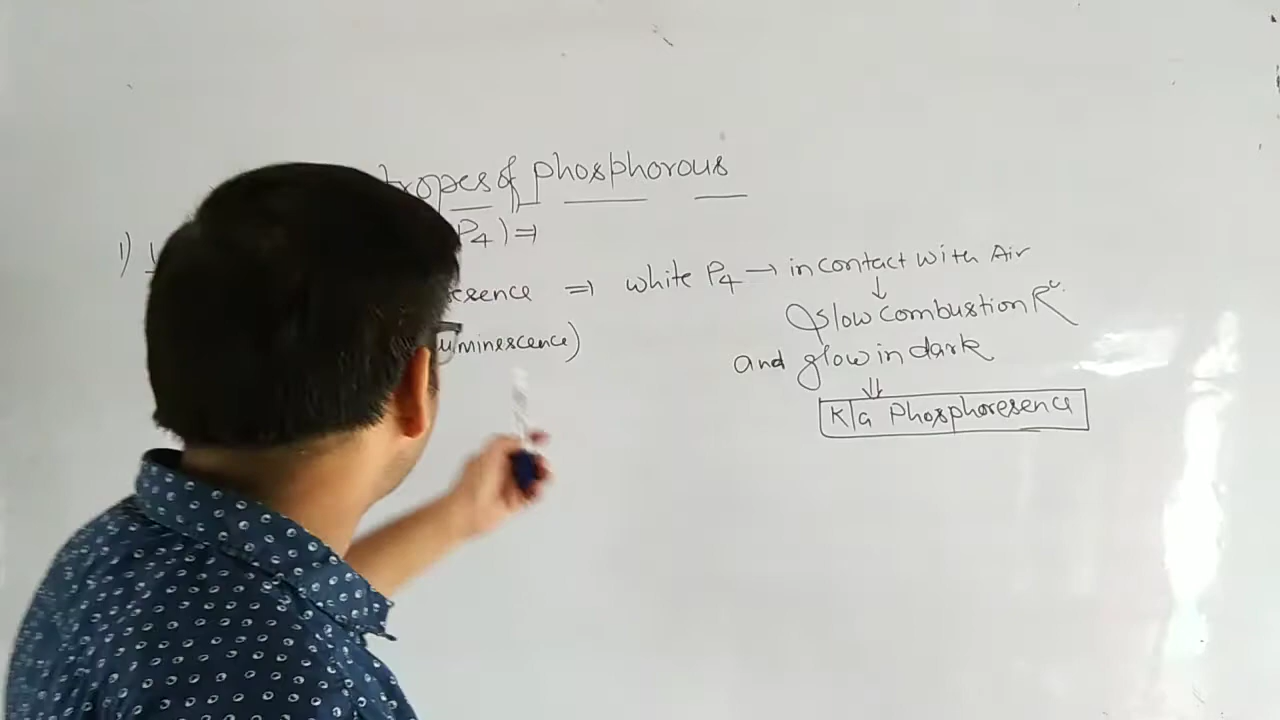 tropes of phosphorous
1) P4) ⇒
esence ⇒ white P4 → in contact with Air
↓
slow combustion Rⁿ
uminescence) and glow in dark
⇓
K/a Phosphoresence